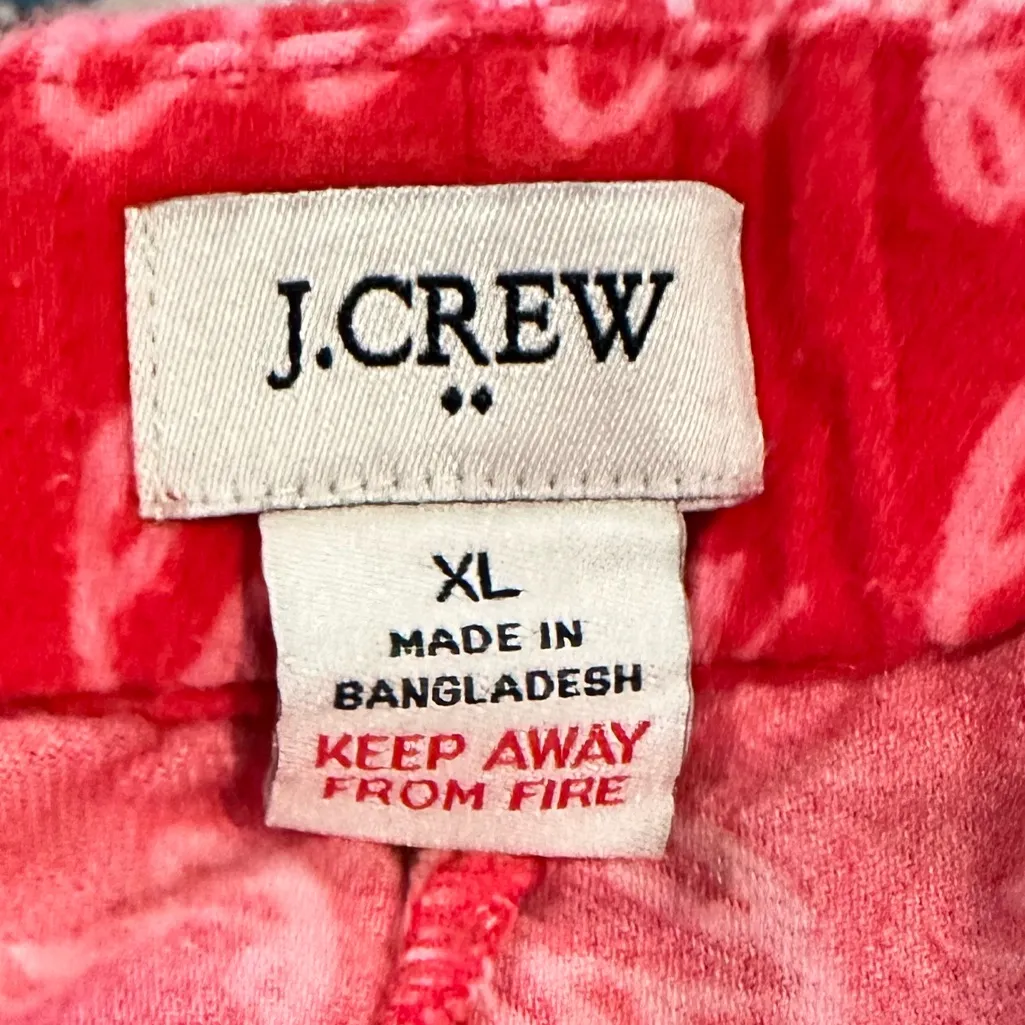 J.CREW
XL
MADE IN
BANGLADESH
KEEP AWAY
FROM FIRE